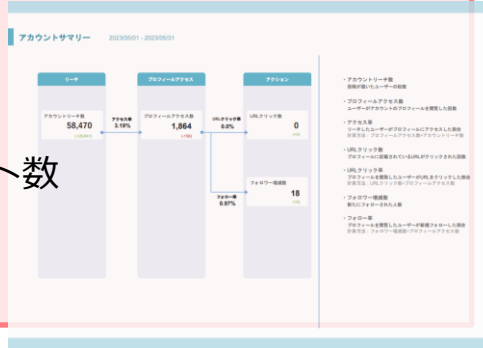 アカウントサマリー 2023/05/01 - 2023/05/31
リーチ
プロフィールアクセス
アクション
アカウントリーチ数
58,470
アクセス率
3.19%
プロフィールアクセス数
1,864
URLクリック率
0.0%
URLクリック数
0
フォロー率
0.97%
フォロワー増減数
18
数
・アカウントリーチ数
投稿が届いたユーザーの総数
・プロフィールアクセス数
ユーザーがアカウントのプロフィールを閲覧した回数
・アクセス率
リーチしたユーザーがプロフィールにアクセスした割合
計算方法：プロフィールアクセス数÷アカウントリーチ数
・URLクリック数
プロフィールに記載されているURLがクリックされた回数
・URLクリック率
プロフィールを閲覧したユーザーがURLをクリックした割合
計算方法：URLクリック数÷プロフィールアクセス数
・フォロワー増減数
新たにフォローされた人数
・フォロー率
プロフィールを閲覧したユーザーが新規フォローした割合
計算方法：フォロワー増減数÷プロフィールアクセス数